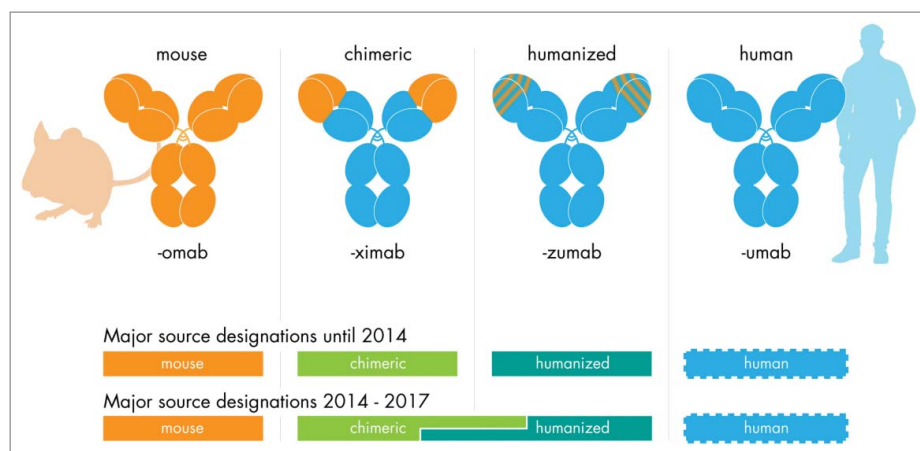 mouse chimeric humanized human
-omab -ximab -zumab -umab
Major source designations until 2014
mouse chimeric humanized human
Major source designations 2014 - 2017
mouse chimeric humanized human